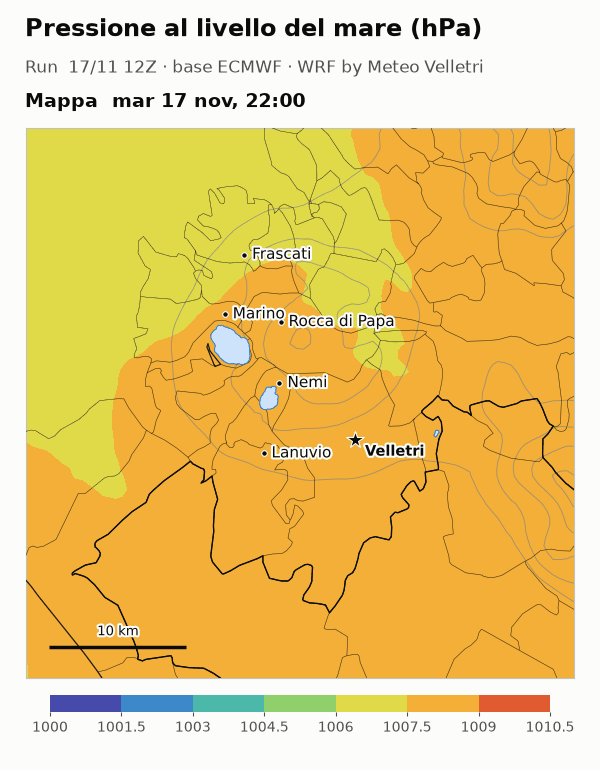 Pressione al livello del mare (hPa)
Run 17/11 12Z · base ECMWF · WRF by Meteo Velletri
Mappa mar 17 nov, 22:00
Frascati
Marino
Rocca di Papa
Nemi
Velletri
Lanuvio
10 km
1000 1001.5 1003 1004.5 1006 1007.5 1009 1010.5